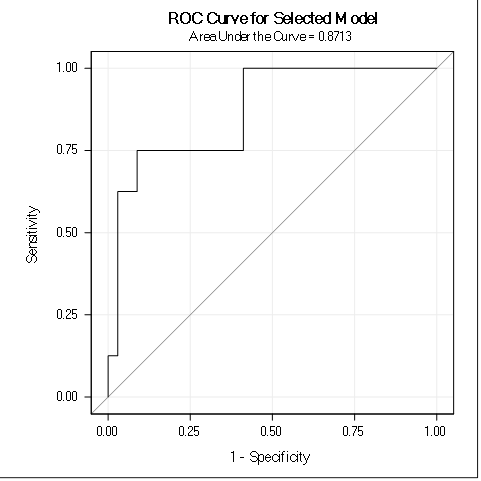 ROC Curve for Selected Model
Area Under the Curve = 0.8713
1.00
0.75
Sensitivity
0.50
0.25
0.00
0.00 0.25 0.50 0.75 1.00
1 - Specificity